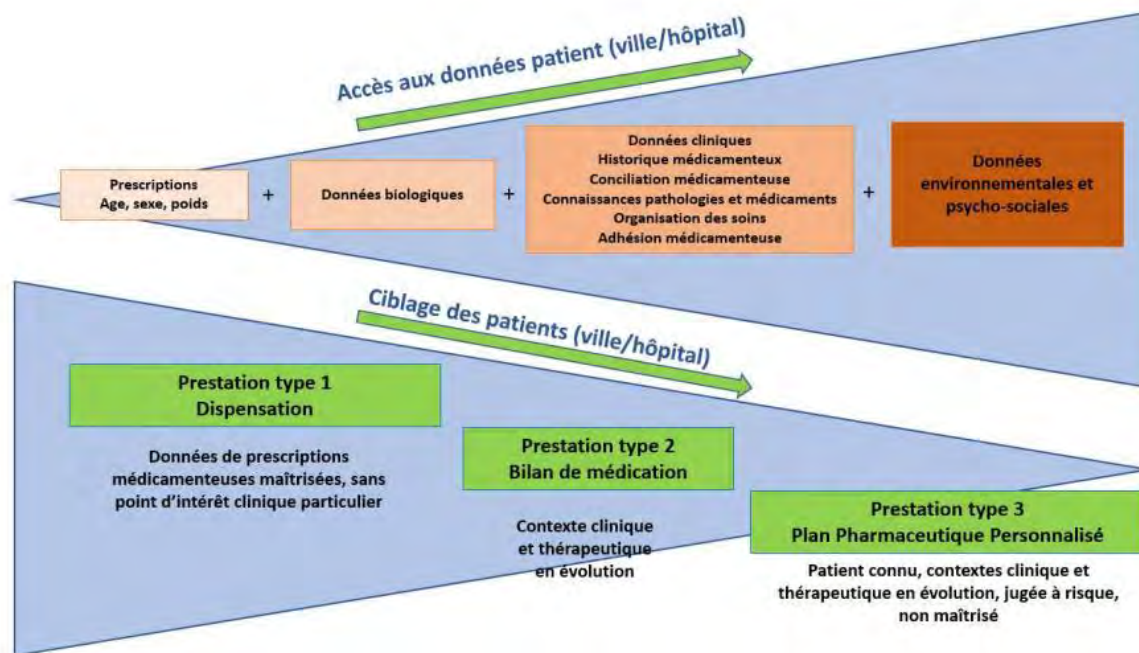 Accès aux données patient (ville/hôpital)
Prescriptions
Age, sexe, poids
+
Données biologiques
+
Données cliniques
Historique médicamenteux
Conciliation médicamenteuse
Connaissances pathologies et médicaments
Organisation des soins
Adhésion médicamenteuse
+
Données
environnementales et
psycho-sociales
Ciblage des patients (ville/hôpital)
Prestation type 1
Dispensation
Données de prescriptions
médicamenteuses maîtrisées, sans
point d'intérêt clinique particulier
Prestation type 2
Bilan de médication
Contexte clinique
et thérapeutique
en évolution
Prestation type 3
Plan Pharmaceutique Personnalisé
Patient connu, contextes clinique et
thérapeutique en évolution, jugée à risque,
non maîtrisé